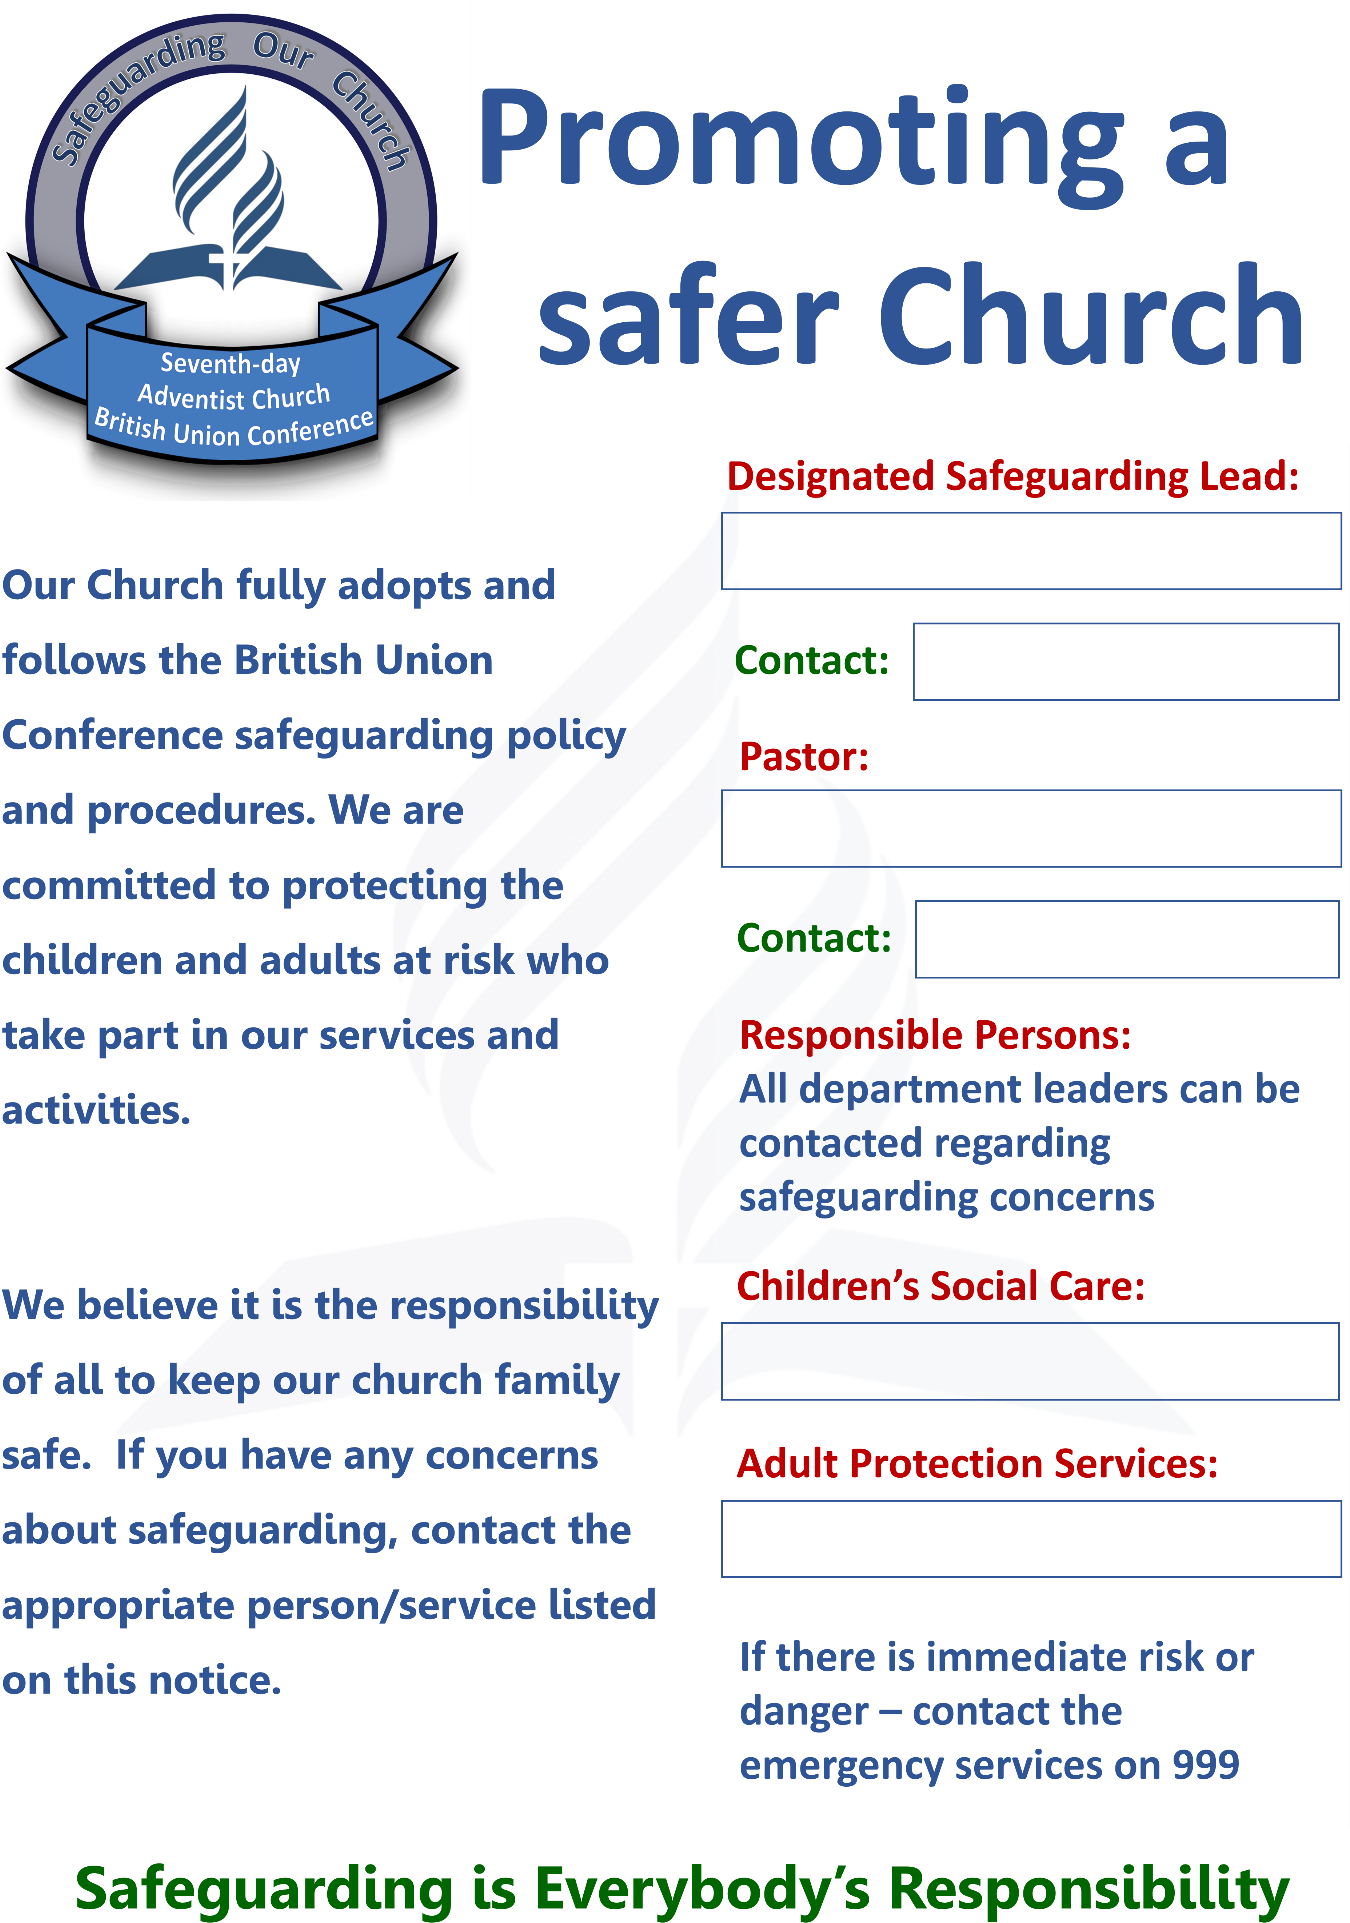 Safeguarding Our Church
Seventh-day
Adventist Church
British Union Conference
Promoting a
safer Church
Our Church fully adopts and
follows the British Union
Conference safeguarding policy
and procedures. We are
committed to protecting the
children and adults at risk who
take part in our services and
activities.
We believe it is the responsibility
of all to keep our church family
safe.  If you have any concerns
about safeguarding, contact the
appropriate person/service listed
on this notice.
Designated Safeguarding Lead:
Contact:
Pastor:
Contact:
Responsible Persons:
All department leaders can be
contacted regarding
safeguarding concerns
Children’s Social Care:
Adult Protection Services:
If there is immediate risk or
danger – contact the
emergency services on 999
Safeguarding is Everybody’s Responsibility